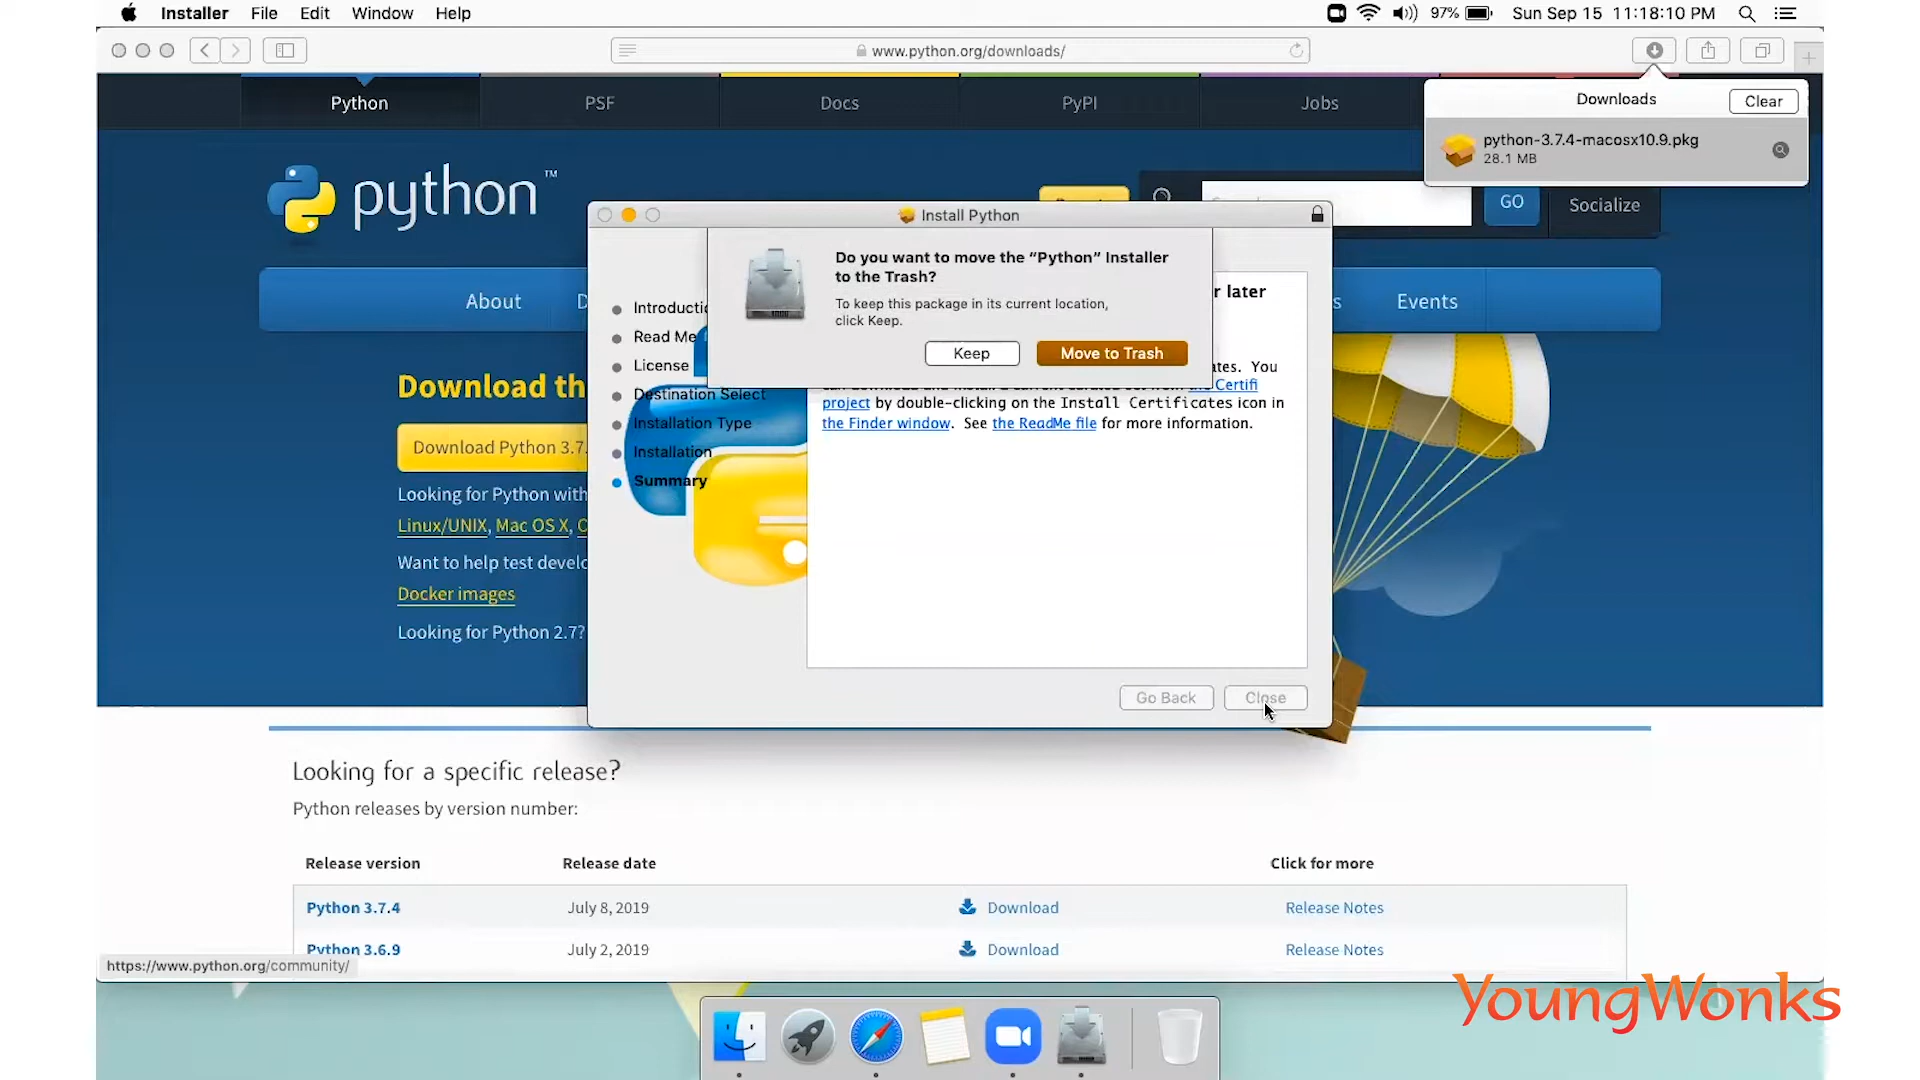 Installer File Edit Window Help 97% Sun Sep 15 11:18:10 PM
www.python.org/downloads/
Python PSF Docs PyPI Jobs
Downloads Clear
python-3.7.4-macosx10.9.pkg
28.1 MB
python™
GO Socialize
Install Python
Do you want to move the “Python” Installer
to the Trash?
To keep this package in its current location,
click Keep.
Keep Move to Trash
About D s Events
Introductio
Read Me
License
Destination Select
Installation Type
Installation
Summary
r later
ates. You
Certifi
project by double-clicking on the Install Certificates icon in
the Finder window. See the ReadMe file for more information.
Go Back Close
Download th
Download Python 3.7.
Looking for Python with
Linux/UNIX, Mac OS X, O
Want to help test develo
Docker images
Looking for Python 2.7?
Looking for a specific release?
Python releases by version number:
Release version Release date Click for more
Python 3.7.4 July 8, 2019 Download Release Notes
Python 3.6.9 July 2, 2019 Download Release Notes
https://www.python.org/community/
YoungWonks